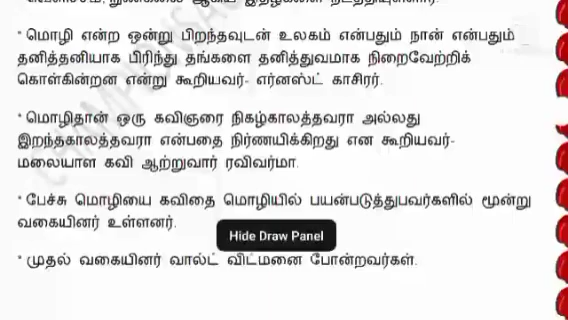 * மொழி என்ற ஒன்று பிறந்தவுடன் உலகம் என்பதும் நான் என்பதும்
தனித்தனியாக பிரிந்து தங்களை தனித்துவமாக நிறைவேற்றிக்
கொள்கின்றன என்று கூறியவர்- எர்னஸ்ட் காசிரர்.
* மொழிதான் ஒரு கவிஞரை நிகழ்காலத்தவரா அல்லது
இறந்தகாலத்தவரா என்பதை நிர்ணயிக்கிறது என கூறியவர்-
மலையாள கவி ஆற்றுவார் ரவிவர்மா.
* பேச்சு மொழியை கவிதை மொழியில் பயன்படுத்துபவர்களில் மூன்று
வகையினர் உள்ளனர்.
Hide Draw Panel
* முதல் வகையினர் வால்ட் விட்மனை போன்றவர்கள்.